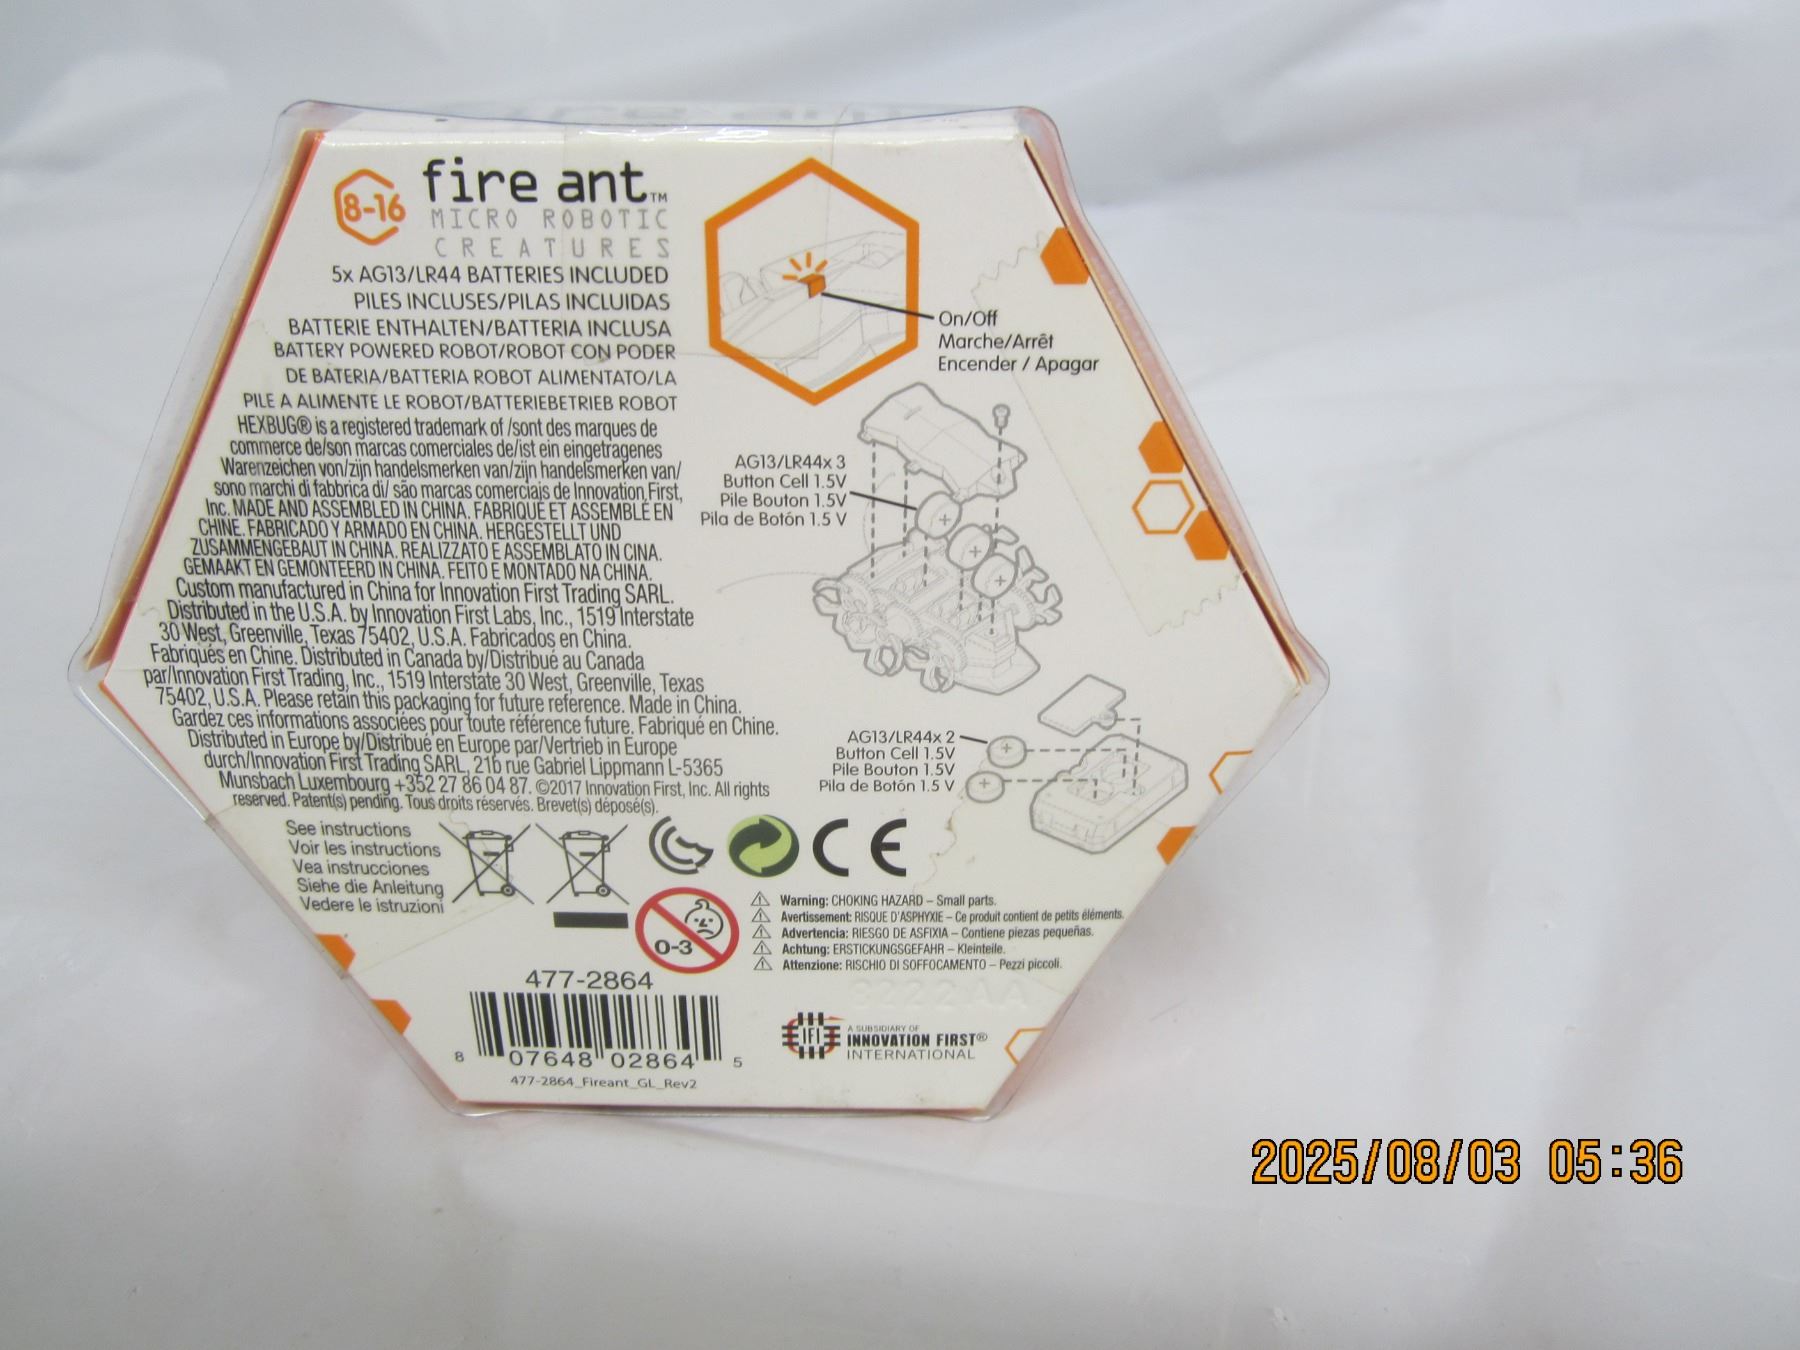 8-16
fire ant™
MICRO ROBOTIC
CREATURES
5x AG13/LR44 BATTERIES INCLUDED
PILES INCLUSES/PILAS INCLUIDAS
BATTERIE ENTHALTEN/BATTERIA INCLUSA
BATTERY POWERED ROBOT/ROBOT CON PODER
DE BATERIA/BATTERIA ROBOT ALIMENTATO/LA
PILE A ALIMENTE LE ROBOT/BATTERIEBETRIEB ROBOT
HEXBUG® is a registered trademark of /sont des marques de
commerce de/son marcas comerciales de/ist ein eingetragenes
Warenzeichen von/zijn handelsmerken van/zijn handelsmerken van/
sono marchi di fabbrica di/ são marcas comerciais de Innovation First,
Inc. MADE AND ASSEMBLED IN CHINA. FABRIQUÉ ET ASSEMBLÉ EN
CHINE. FABRICADO Y ARMADO EN CHINA. HERGESTELLT UND
ZUSAMMENGEBAUT IN CHINA. REALIZZATO E ASSEMBLATO IN CINA.
GEMAAKT EN GEMONTEERD IN CHINA. FEITO E MONTADO NA CHINA.
Custom manufactured in China for Innovation First Trading SARL.
Distributed in the U.S.A. by Innovation First Labs, Inc., 1519 Interstate
30 West, Greenville, Texas 75402, U.S.A. Fabricados en China.
Fabriqués en Chine. Distributed in Canada by/Distribué au Canada
par/Innovation First Trading, Inc., 1519 Interstate 30 West, Greenville, Texas
75402, U.S.A. Please retain this packaging for future reference. Made in China.
Gardez ces informations associées pour toute référence future. Fabriqué en Chine.
Distributed in Europe by/Distribué en Europe par/Vertrieb in Europe
durch/Innovation First Trading SARL, 21b rue Gabriel Lippmann L-5365
Munsbach Luxembourg +352 27 86 04 87. ©2017 Innovation First, Inc. All rights
reserved. Patent(s) pending. Tous droits réservés. Brevet(s) déposé(s).
On/Off
Marche/Arrêt
Encender / Apagar
AG13/LR44x 3
Button Cell 1.5V
Pile Bouton 1.5V
Pila de Botón 1.5 V
AG13/LR44x 2
Button Cell 1.5V
Pile Bouton 1.5V
Pila de Botón 1.5 V
See instructions
Voir les instructions
Vea instrucciones
Siehe die Anleitung
Vedere le istruzioni
CE
0-3
Warning: CHOKING HAZARD – Small parts.
Avertissement: RISQUE D'ASPHYXIE – Ce produit contient de petits éléments.
Advertencia: RIESGO DE ASFIXIA – Contiene piezas pequeñas.
Achtung: ERSTICKUNGSGEFAHR – Kleinteile.
Attenzione: RISCHIO DI SOFFOCAMENTO – Pezzi piccoli.
477-2864
8 07648 02864 5
477-2864_Fireant_GL_Rev2
IFI
A SUBSIDIARY OF
INNOVATION FIRST®
INTERNATIONAL
2025/08/03 05:36